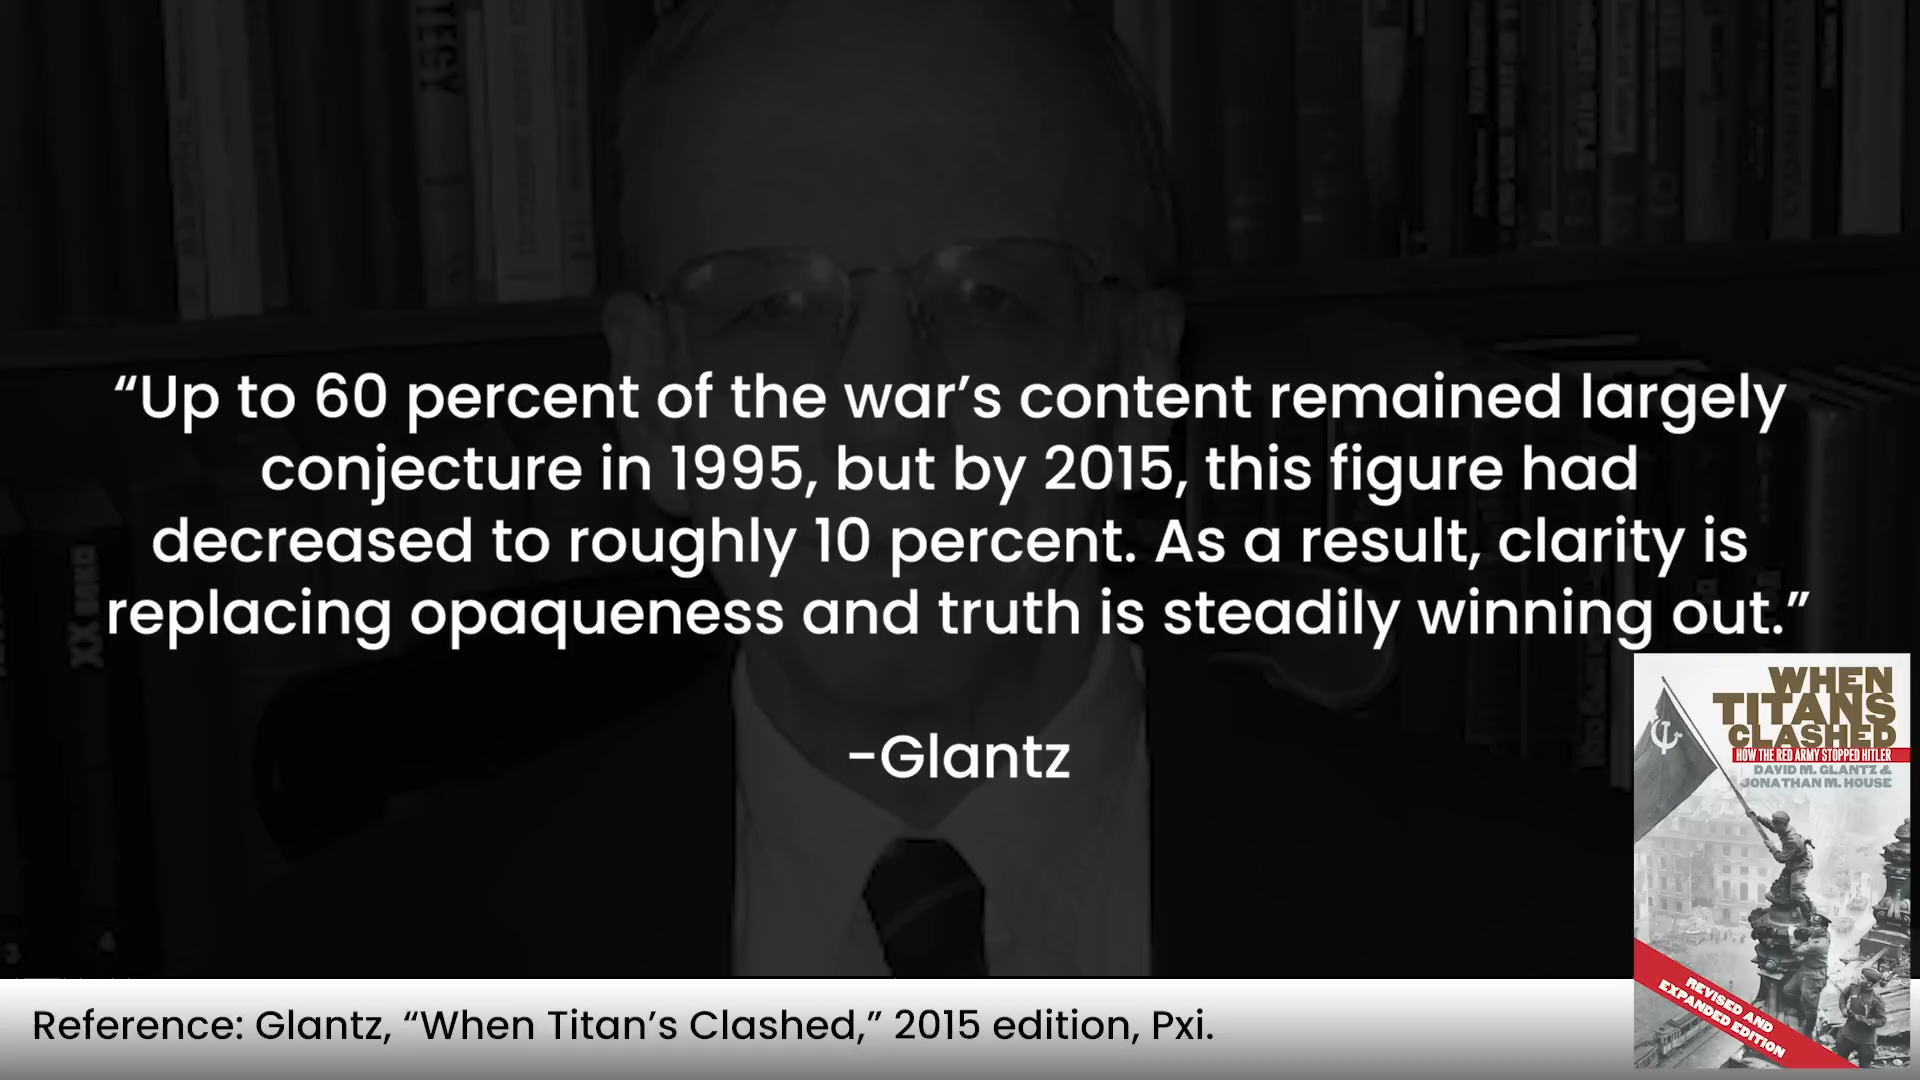 “Up to 60 percent of the war’s content remained largely
conjecture in 1995, but by 2015, this figure had
decreased to roughly 10 percent. As a result, clarity is
replacing opaqueness and truth is steadily winning out.”
-Glantz
WHEN
TITANS
CLASHED
HOW THE RED ARMY STOPPED HITLER
DAVID M. GLANTZ &
JONATHAN M. HOUSE
REVISED AND
EXPANDED EDITION
Reference: Glantz, “When Titan’s Clashed,” 2015 edition, Pxi.